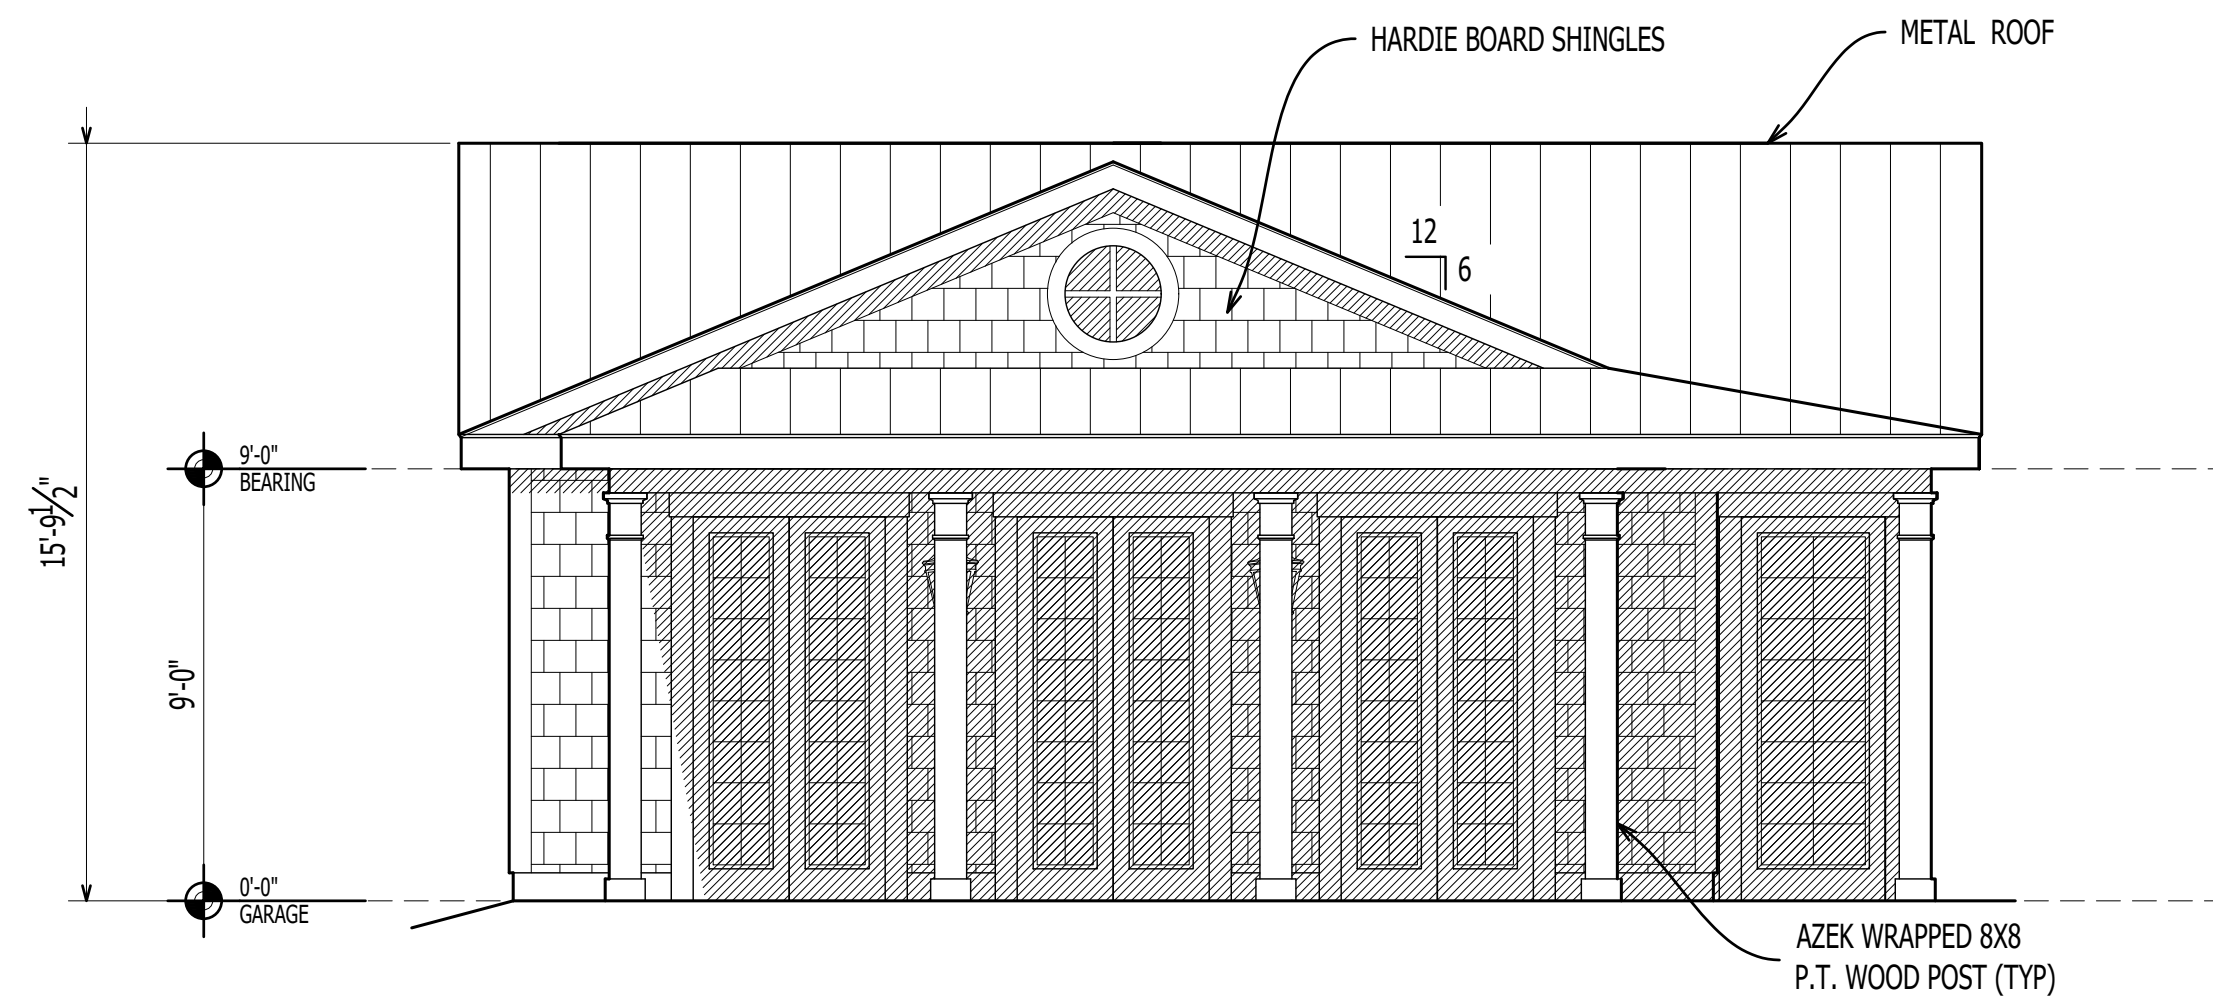 HARDIE BOARD SHINGLES
METAL ROOF
12
6
9'-0"
BEARING
15'-9½"
9'-0"
0'-0"
GARAGE
AZEK WRAPPED 8X8
P.T. WOOD POST (TYP)